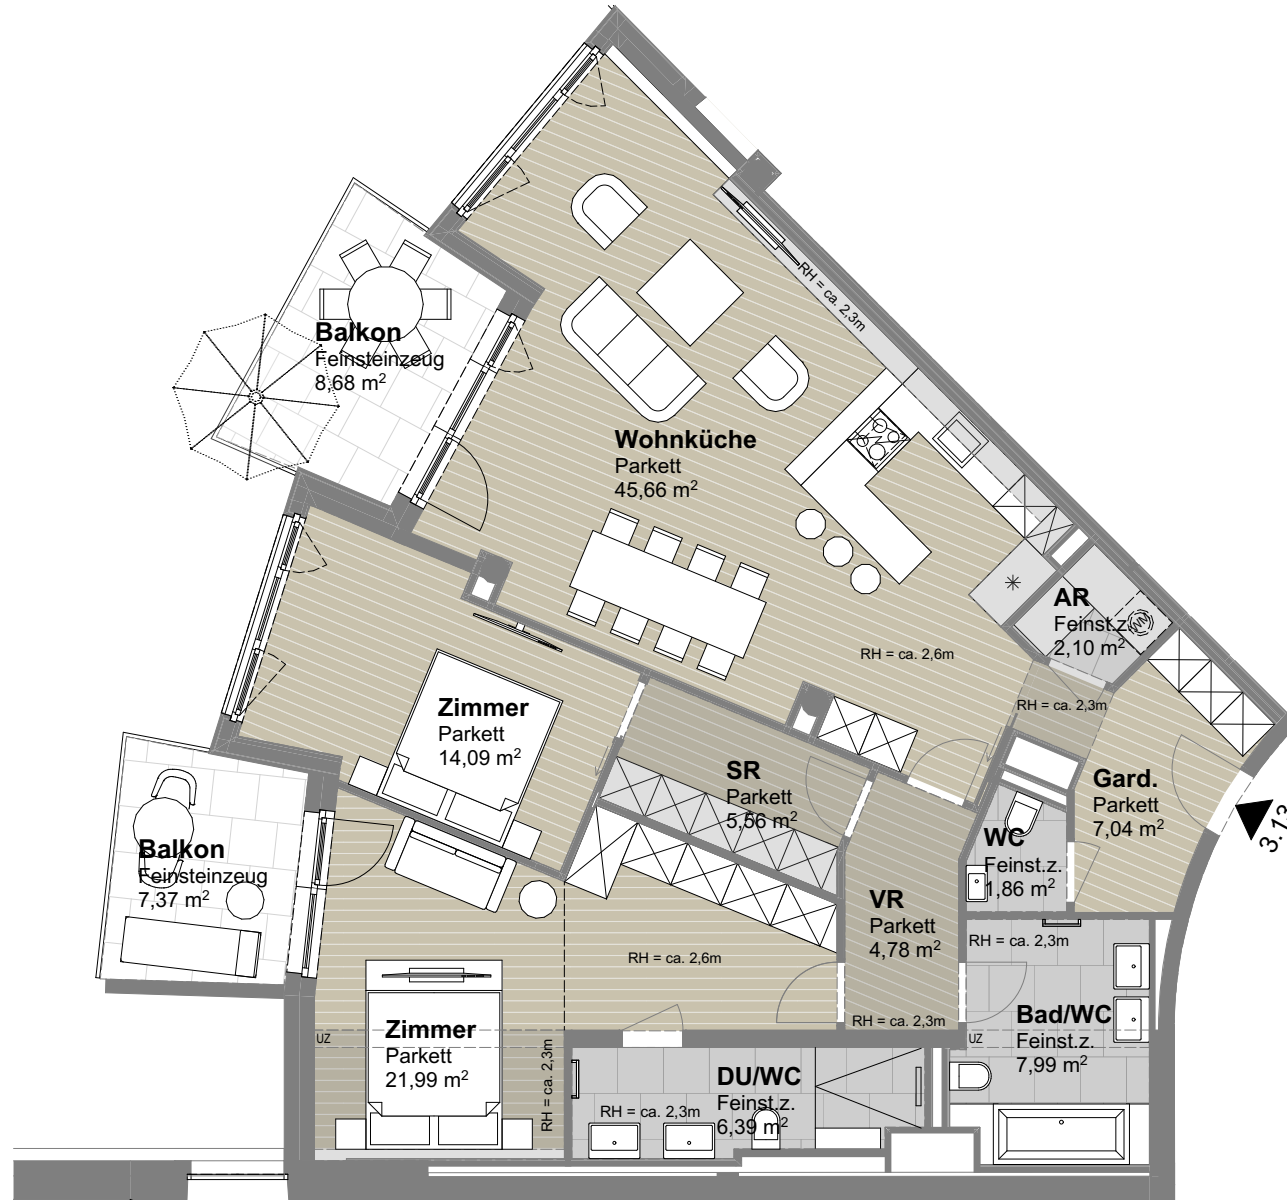 RH = ca. 2,3m
Balkon
Feinsteinzeug
8,68 m²
Wohnküche
Parkett
45,66 m²
AR
Feinst.z.
2,10 m²
WM
RH = ca. 2,6m
RH = ca. 2,3m
Zimmer
Parkett
14,09 m²
SR
Parkett
5,56 m²
Gard.
Parkett
7,04 m²
3.13
WC
Feinst.z.
1,86 m²
Balkon
Feinsteinzeug
7,37 m²
VR
Parkett
4,78 m²
RH = ca. 2,3m
RH = ca. 2,6m
RH = ca. 2,3m
Bad/WC
Feinst.z.
7,99 m²
UZ
UZ
Zimmer
Parkett
21,99 m²
RH = ca. 2,3m
DU/WC
Feinst.z.
6,39 m²
RH = ca. 2,3m